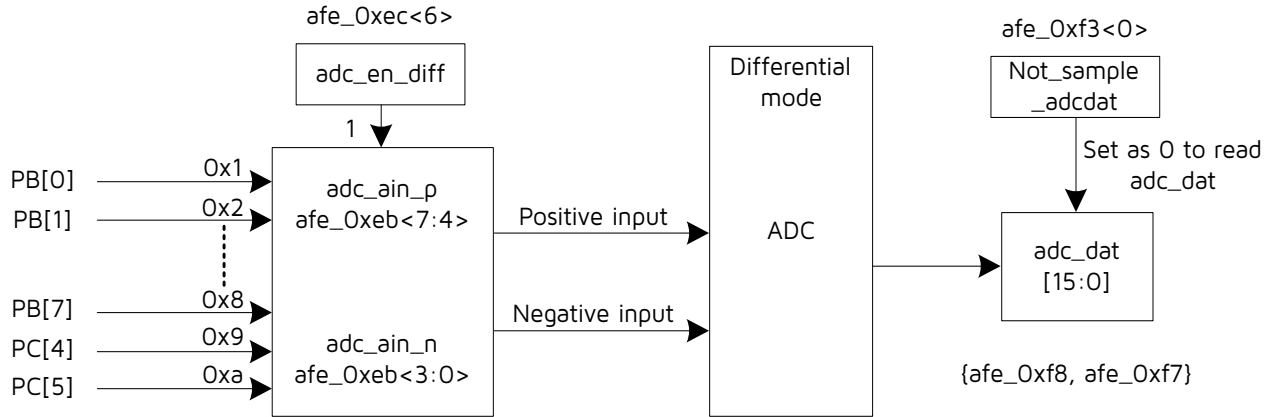 afe_0xec<6>
adc_en_diff
1
afe_0xf3<0>
Not_sample
_adcdat
Set as 0 to read
adc_dat
Differential
mode
ADC
PB[0]
0x1
PB[1]
0x2
PB[7]
0x8
PC[4]
0x9
PC[5]
0xa
adc_ain_p
afe_0xeb<7:4>
adc_ain_n
afe_0xeb<3:0>
Positive input
Negative input
adc_dat
[15:0]
{afe_0xf8, afe_0xf7}